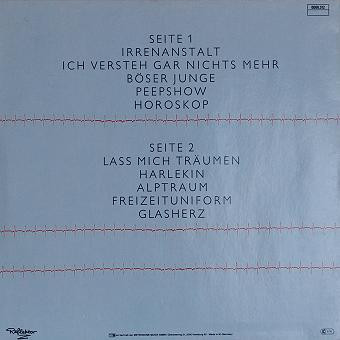 SEITE 1
IRRENANSTALT
ICH VERSTEH GAR NICHTS MEHR
BÖSER JUNGE
PEEPSHOW
HOROSKOP
SEITE 2
LASS MICH TRÄUMEN
HARLEKIN
ALPTRAUM
FREIZEITUNIFORM
GLASHERZ
Reflektor